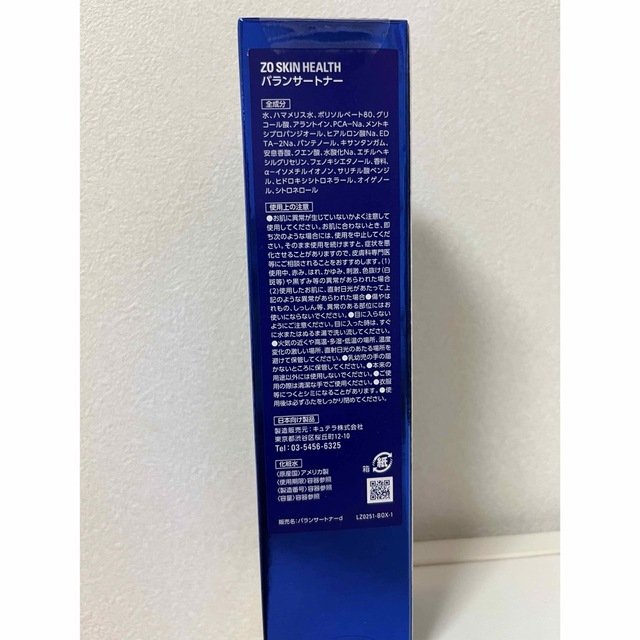 ZO SKIN HEALTH
バランサートナー
全成分
水、ハマメリス水、ポリソルベート80、グリ
コール酸、アラントイン、PCA-Na、メントキ
シプロパンジオール、ヒアルロン酸Na、ED
TA-2Na、パンテノール、キサンタンガム、
安息香酸、クエン酸、水酸化Na、エチルヘキ
シルグリセリン、フェノキシエタノール、香料、
α-イソメチルイオノン、サリチル酸ベンジ
ル、ヒドロキシシトロネラール、オイゲノー
ル、シトロネロール
使用上の注意
●お肌に異常が生じていないかよく注意して
使用してください。お肌に合わないとき、即
ち次のような場合には、使用を中止してくだ
さい。そのまま使用を続けますと、症状を悪
化させることがありますので、皮膚科専門医
等にご相談されることをおすすめします。(1)
使用中、赤み、はれ、かゆみ、刺激、色抜け(白
斑等)や黒ずみ等の異常があらわれた場合
(2)使用したお肌に、直射日光があたって上
記のような異常があらわれた場合●傷やは
れもの、しっしん等、異常のある部位にはお
使いにならないでください。●目に入らない
ようにご注意ください。目に入った時は、すぐ
に水またはぬるま湯で洗い流してください。
●火気の近くや高温・多湿・低温の場所、温度
変化の激しい場所、直射日光のあたる場所を
避けて保管してください。●乳幼児の手の届
かないところに保管してください。●本来の
用途以外には使用しないでください。●ご使
用の際は清潔な手でご使用ください。●衣服
等につくとシミになることがあります。●使
用後は必ずふたをしっかり閉めてください。
日本向け製品
製造販売元：キュテラ株式会社
東京都渋谷区桜丘町12-10
Tel：03-5456-6325
化粧水
〈原産国〉アメリカ製
〈使用期限〉容器参照
〈製造番号〉容器参照
〈容量〉容器参照
箱 紙
販売名：バランサートナーd LZ0251-BOX-1